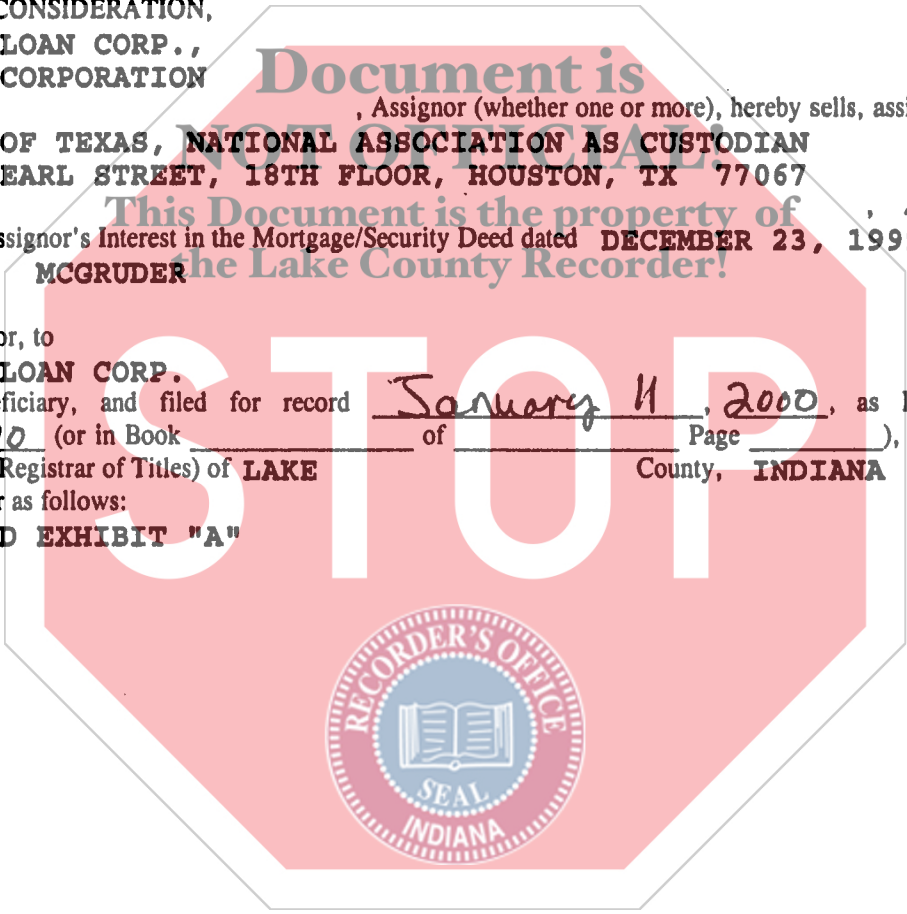 CONSIDERATION,
LOAN CORP.,
CORPORATION
Document is
, Assignor (whether one or more), hereby sells, assi
OF TEXAS, NATIONAL ASSOCIATION AS CUSTODIAN
NOT OFFICIAL!
EARL STREET, 18TH FLOOR, HOUSTON, TX 77067
This Document is the property of
ssignor's Interest in the Mortgage/Security Deed dated DECEMBER 23, 199
the Lake County Recorder!
MCGRUDER
or, to
LOAN CORP.
eficiary, and filed for record January 11, 2000, as
0 (or in Book of Page ),
Registrar of Titles) of LAKE County, INDIANA
r as follows:
D EXHIBIT "A"
STOP
RECORDER'S OFFICE
SEAL
INDIANA